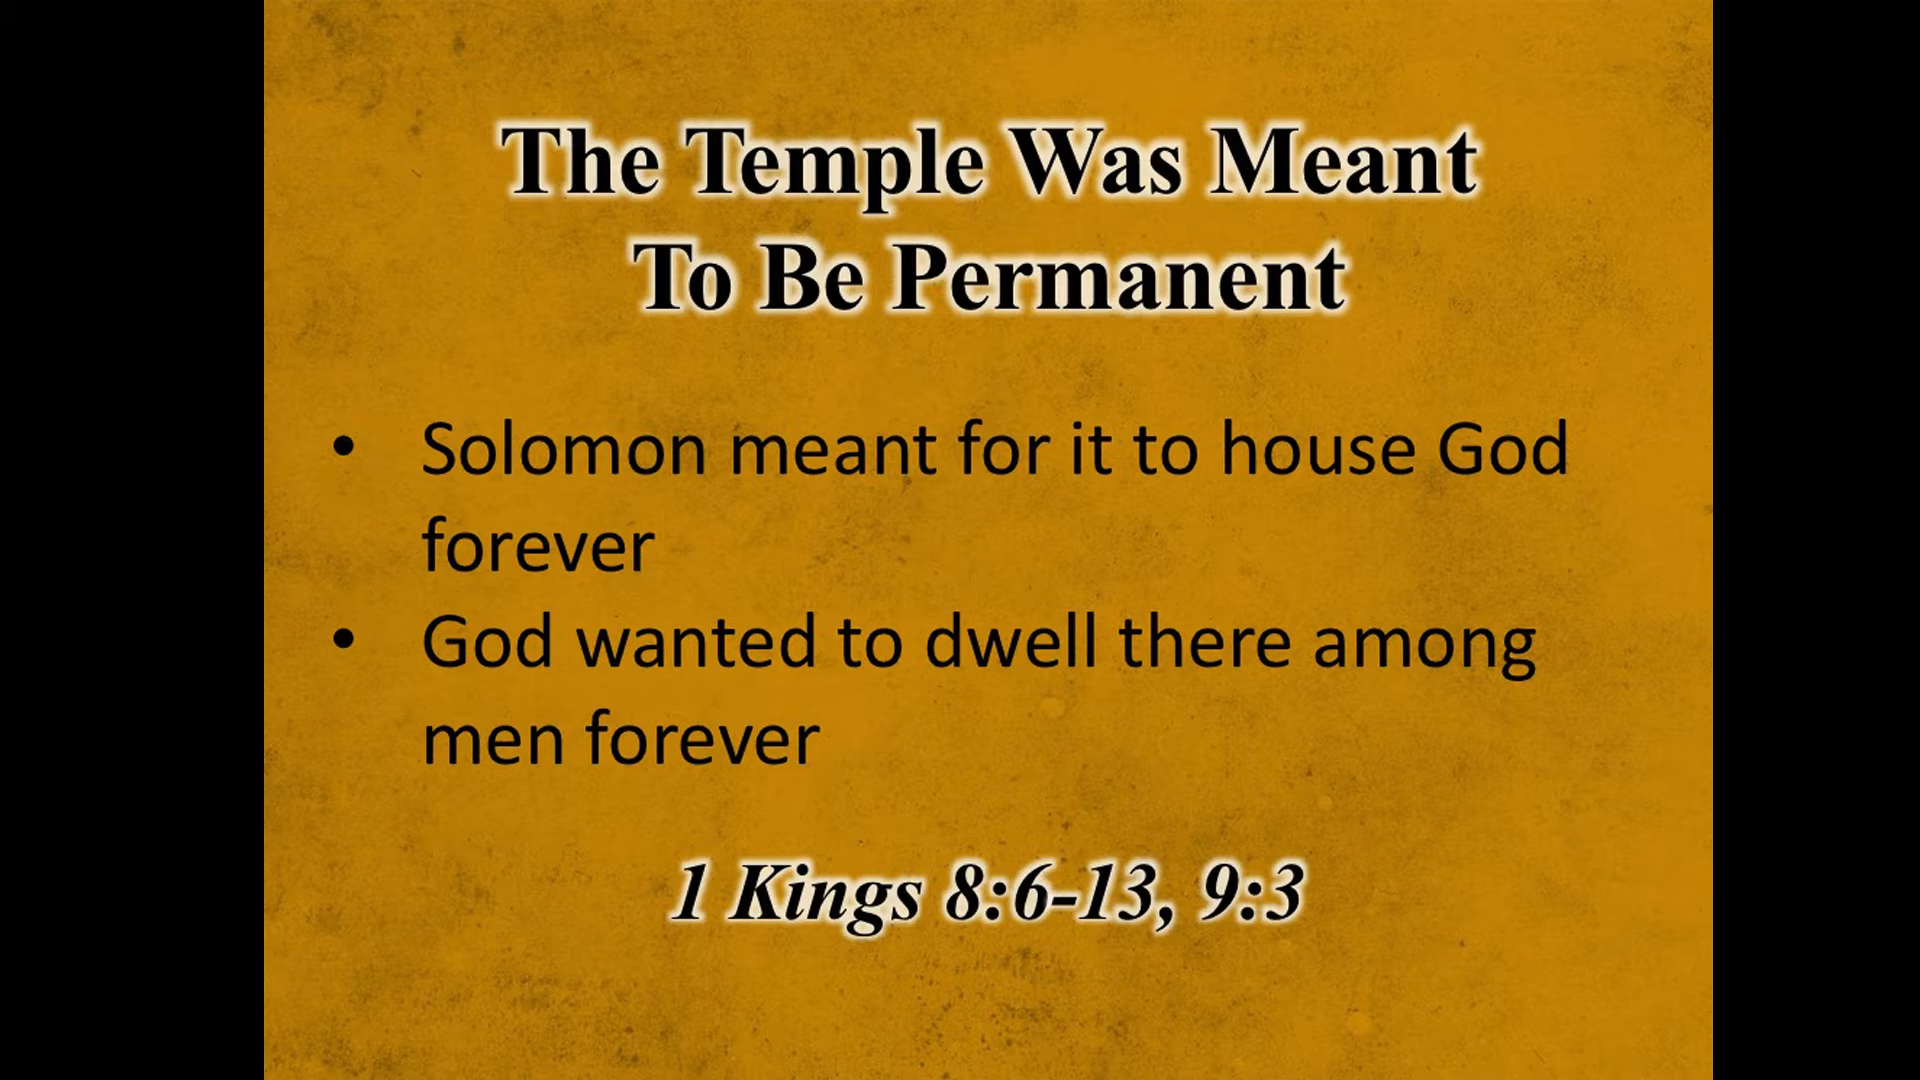 The Temple Was Meant
To Be Permanent
• Solomon meant for it to house God
forever
• God wanted to dwell there among
men forever
1 Kings 8:6-13, 9:3